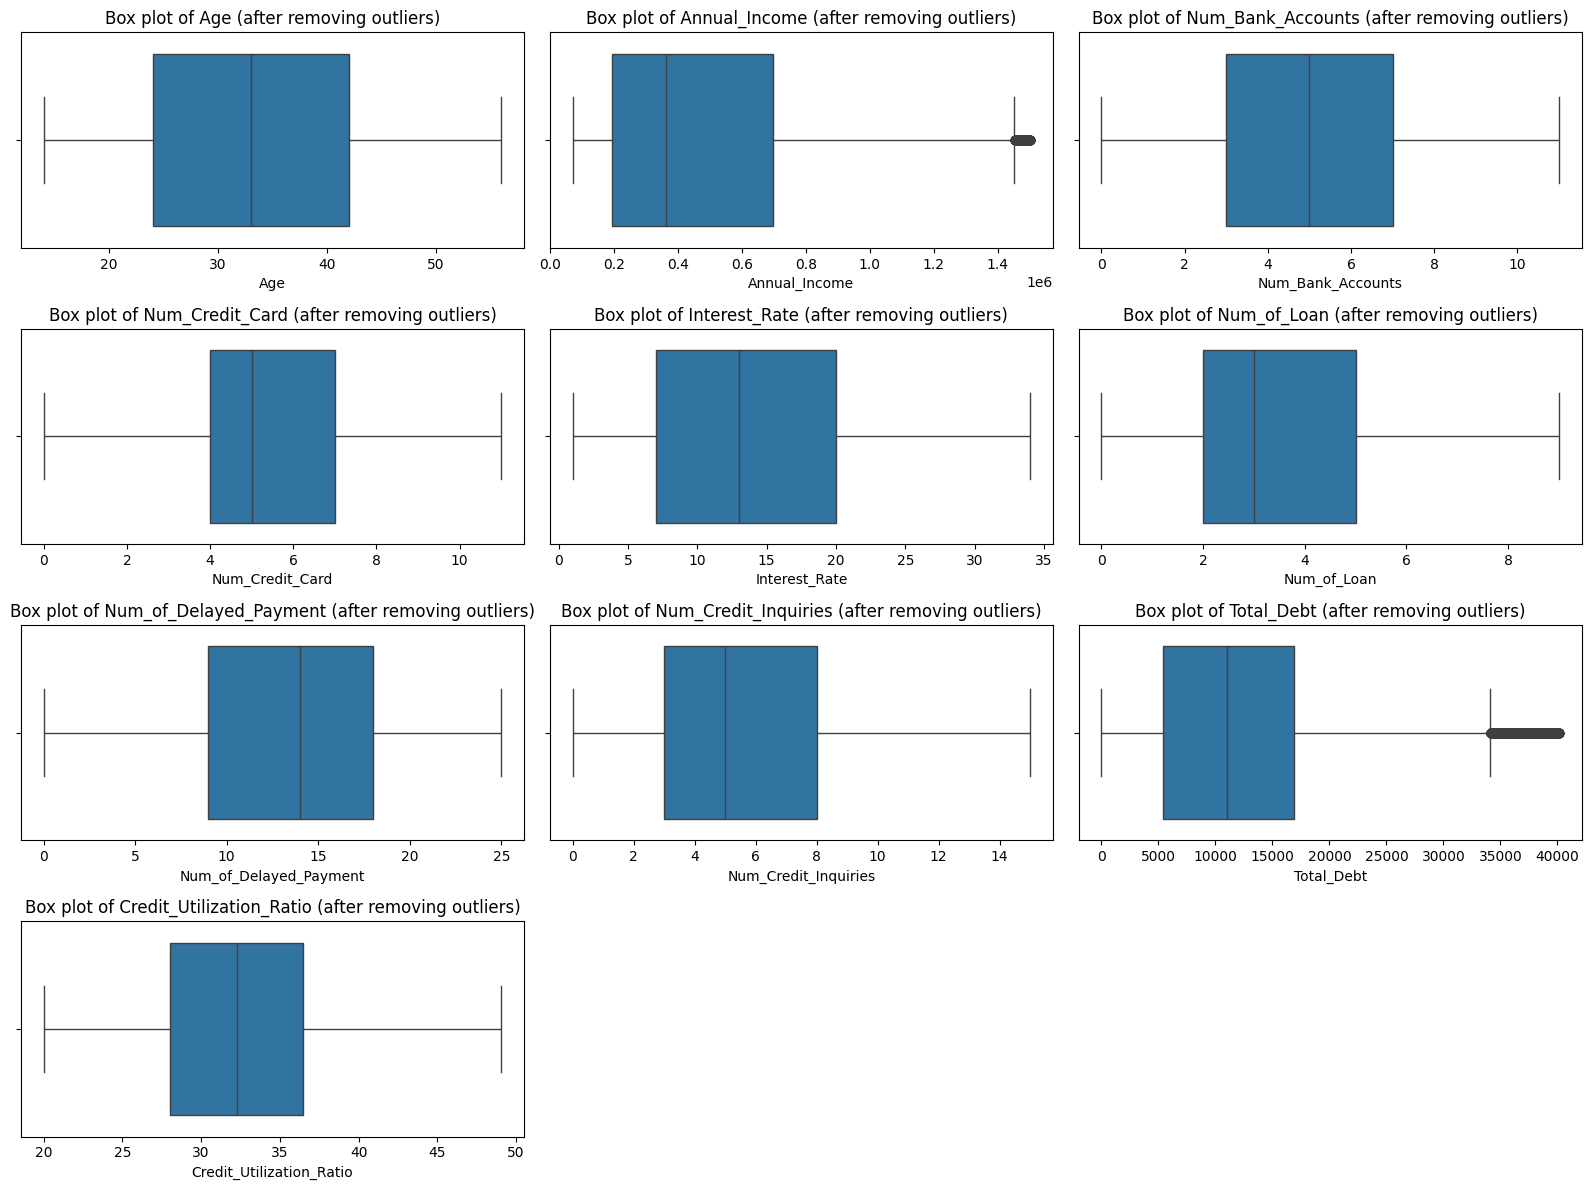 Box plot of Age (after removing outliers)
20 30 40 50
Age
Box plot of Annual_Income (after removing outliers)
0.0 0.2 0.4 0.6 0.8 1.0 1.2 1.4
1e6
Annual_Income
Box plot of Num_Bank_Accounts (after removing outliers)
0 2 4 6 8 10
Num_Bank_Accounts
Box plot of Num_Credit_Card (after removing outliers)
0 2 4 6 8 10
Num_Credit_Card
Box plot of Interest_Rate (after removing outliers)
0 5 10 15 20 25 30 35
Interest_Rate
Box plot of Num_of_Loan (after removing outliers)
0 2 4 6 8
Num_of_Loan
Box plot of Num_of_Delayed_Payment (after removing outliers)
0 5 10 15 20 25
Num_of_Delayed_Payment
Box plot of Num_Credit_Inquiries (after removing outliers)
0 2 4 6 8 10 12 14
Num_Credit_Inquiries
Box plot of Total_Debt (after removing outliers)
0 5000 10000 15000 20000 25000 30000 35000 40000
Total_Debt
Box plot of Credit_Utilization_Ratio (after removing outliers)
20 25 30 35 40 45 50
Credit_Utilization_Ratio